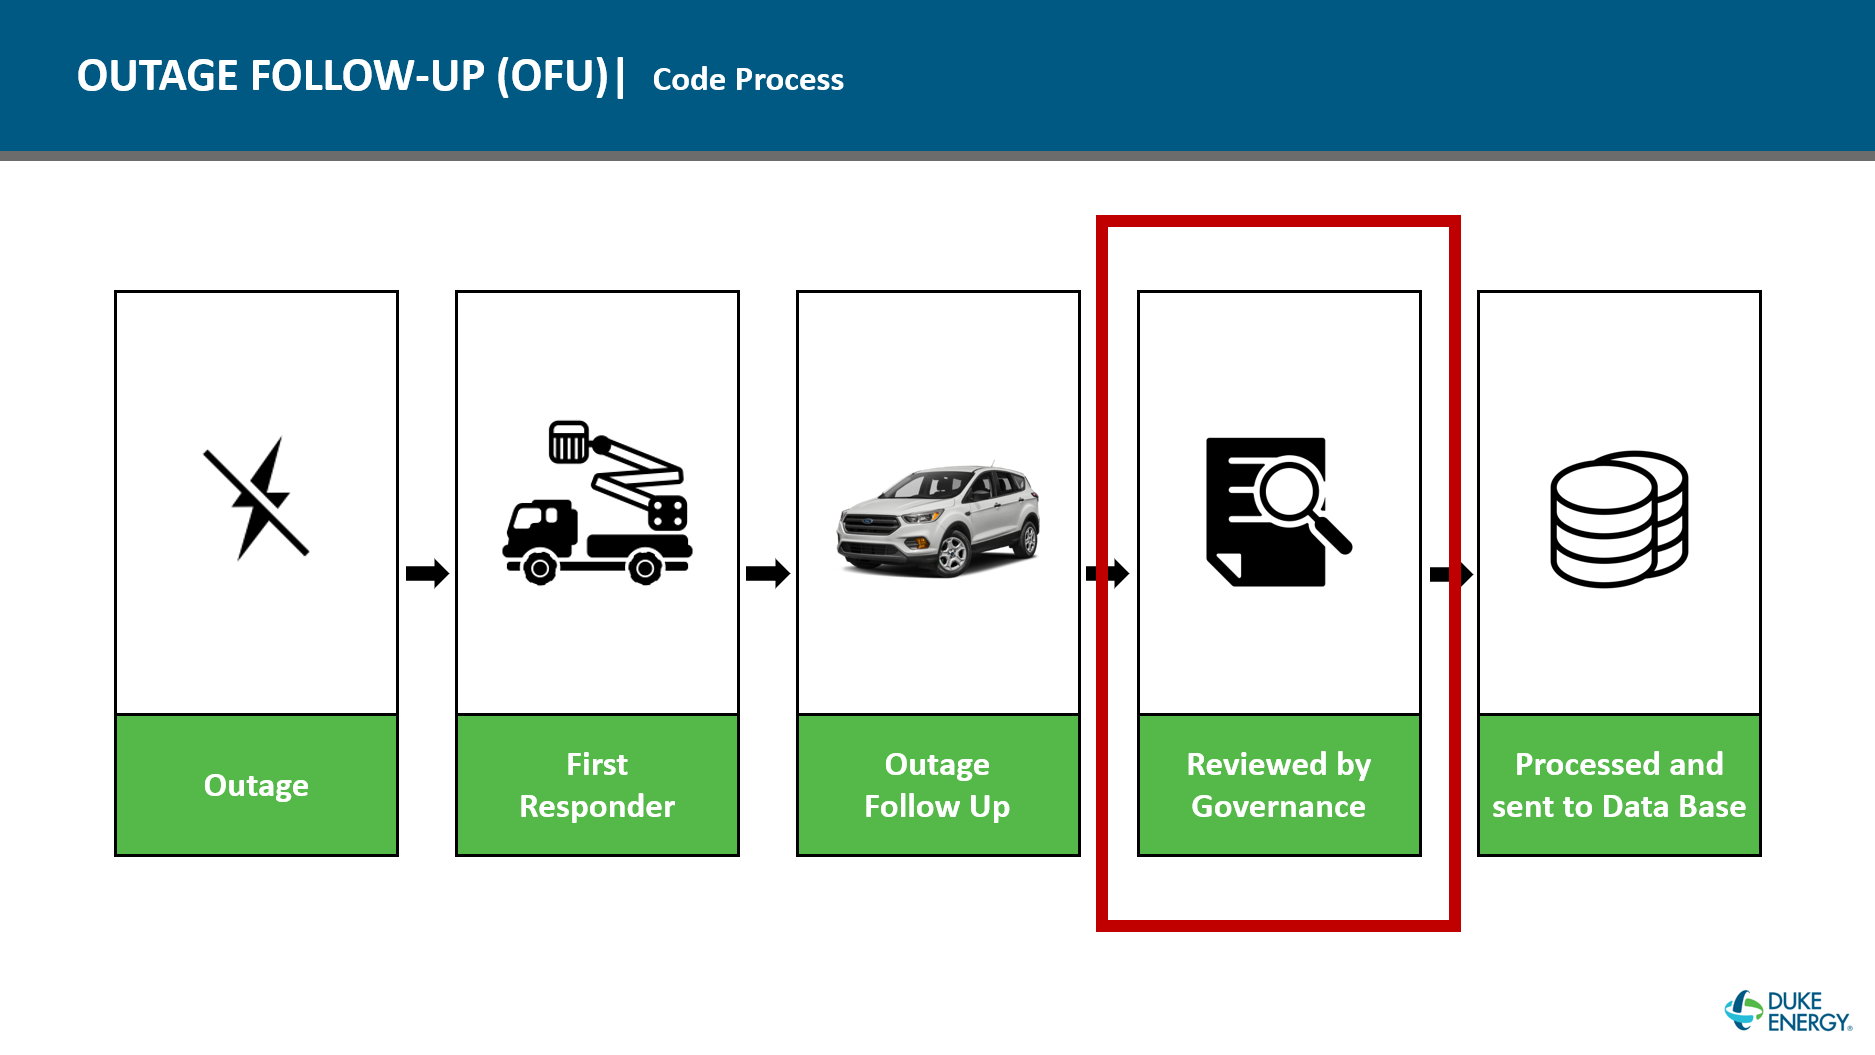 OUTAGE FOLLOW-UP (OFU)| Code Process
Outage
First
Responder
Outage
Follow Up
Reviewed by
Governance
Processed and
sent to Data Base
DUKE
ENERGY®